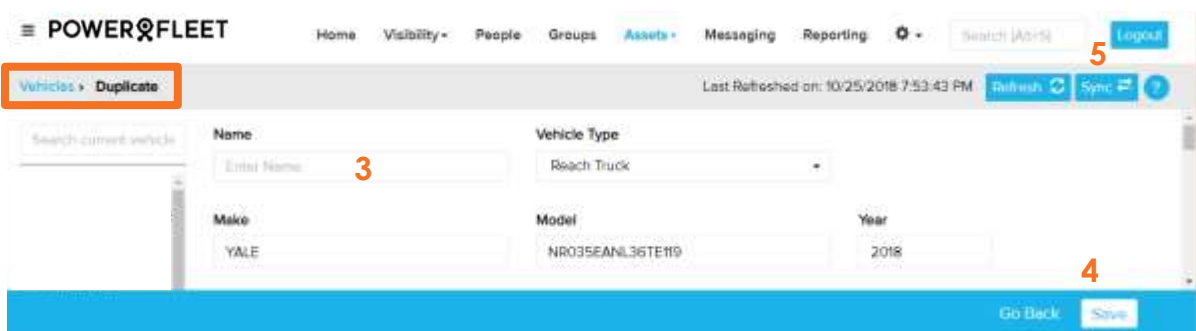 ≡ POWERFLEET Home Visibility People Groups Assets Messaging Reporting Search [Alt+S] Logout
5
Vehicles > Duplicate Last Refreshed on: 10/25/2018 7:53:43 PM Refresh Sync ?
Search current vehicle
Name Vehicle Type
Enter Name 3 Reach Truck
Make Model Year
YALE NR035EANL36TE119 2018
4
Go Back Save